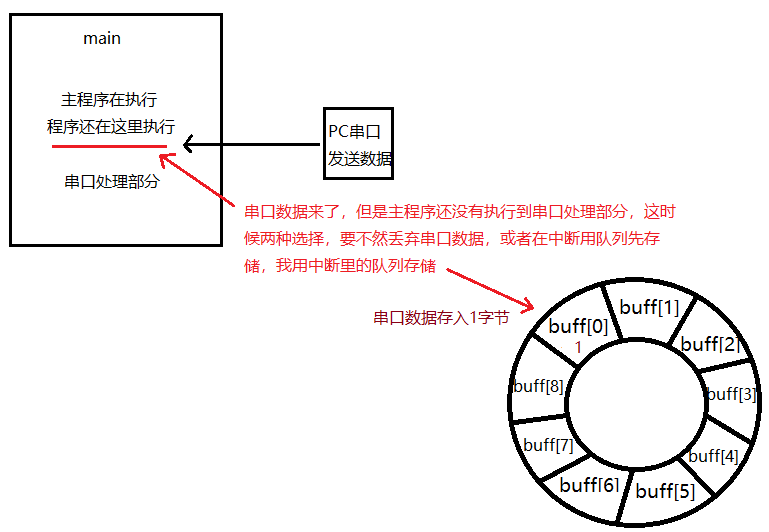 main
主程序在执行
程序还在这里执行
串口处理部分
PC串口
发送数据
串口数据来了，但是主程序还没有执行到串口处理部分，这时
候两种选择，要不然丢弃串口数据，或者在中断用队列先存
储，我用中断里的队列存储
串口数据存入1字节
buff[0]
1
buff[1]
buff[2]
buff[3]
buff[4]
buff[5]
buff[6]
buff[7]
buff[8]